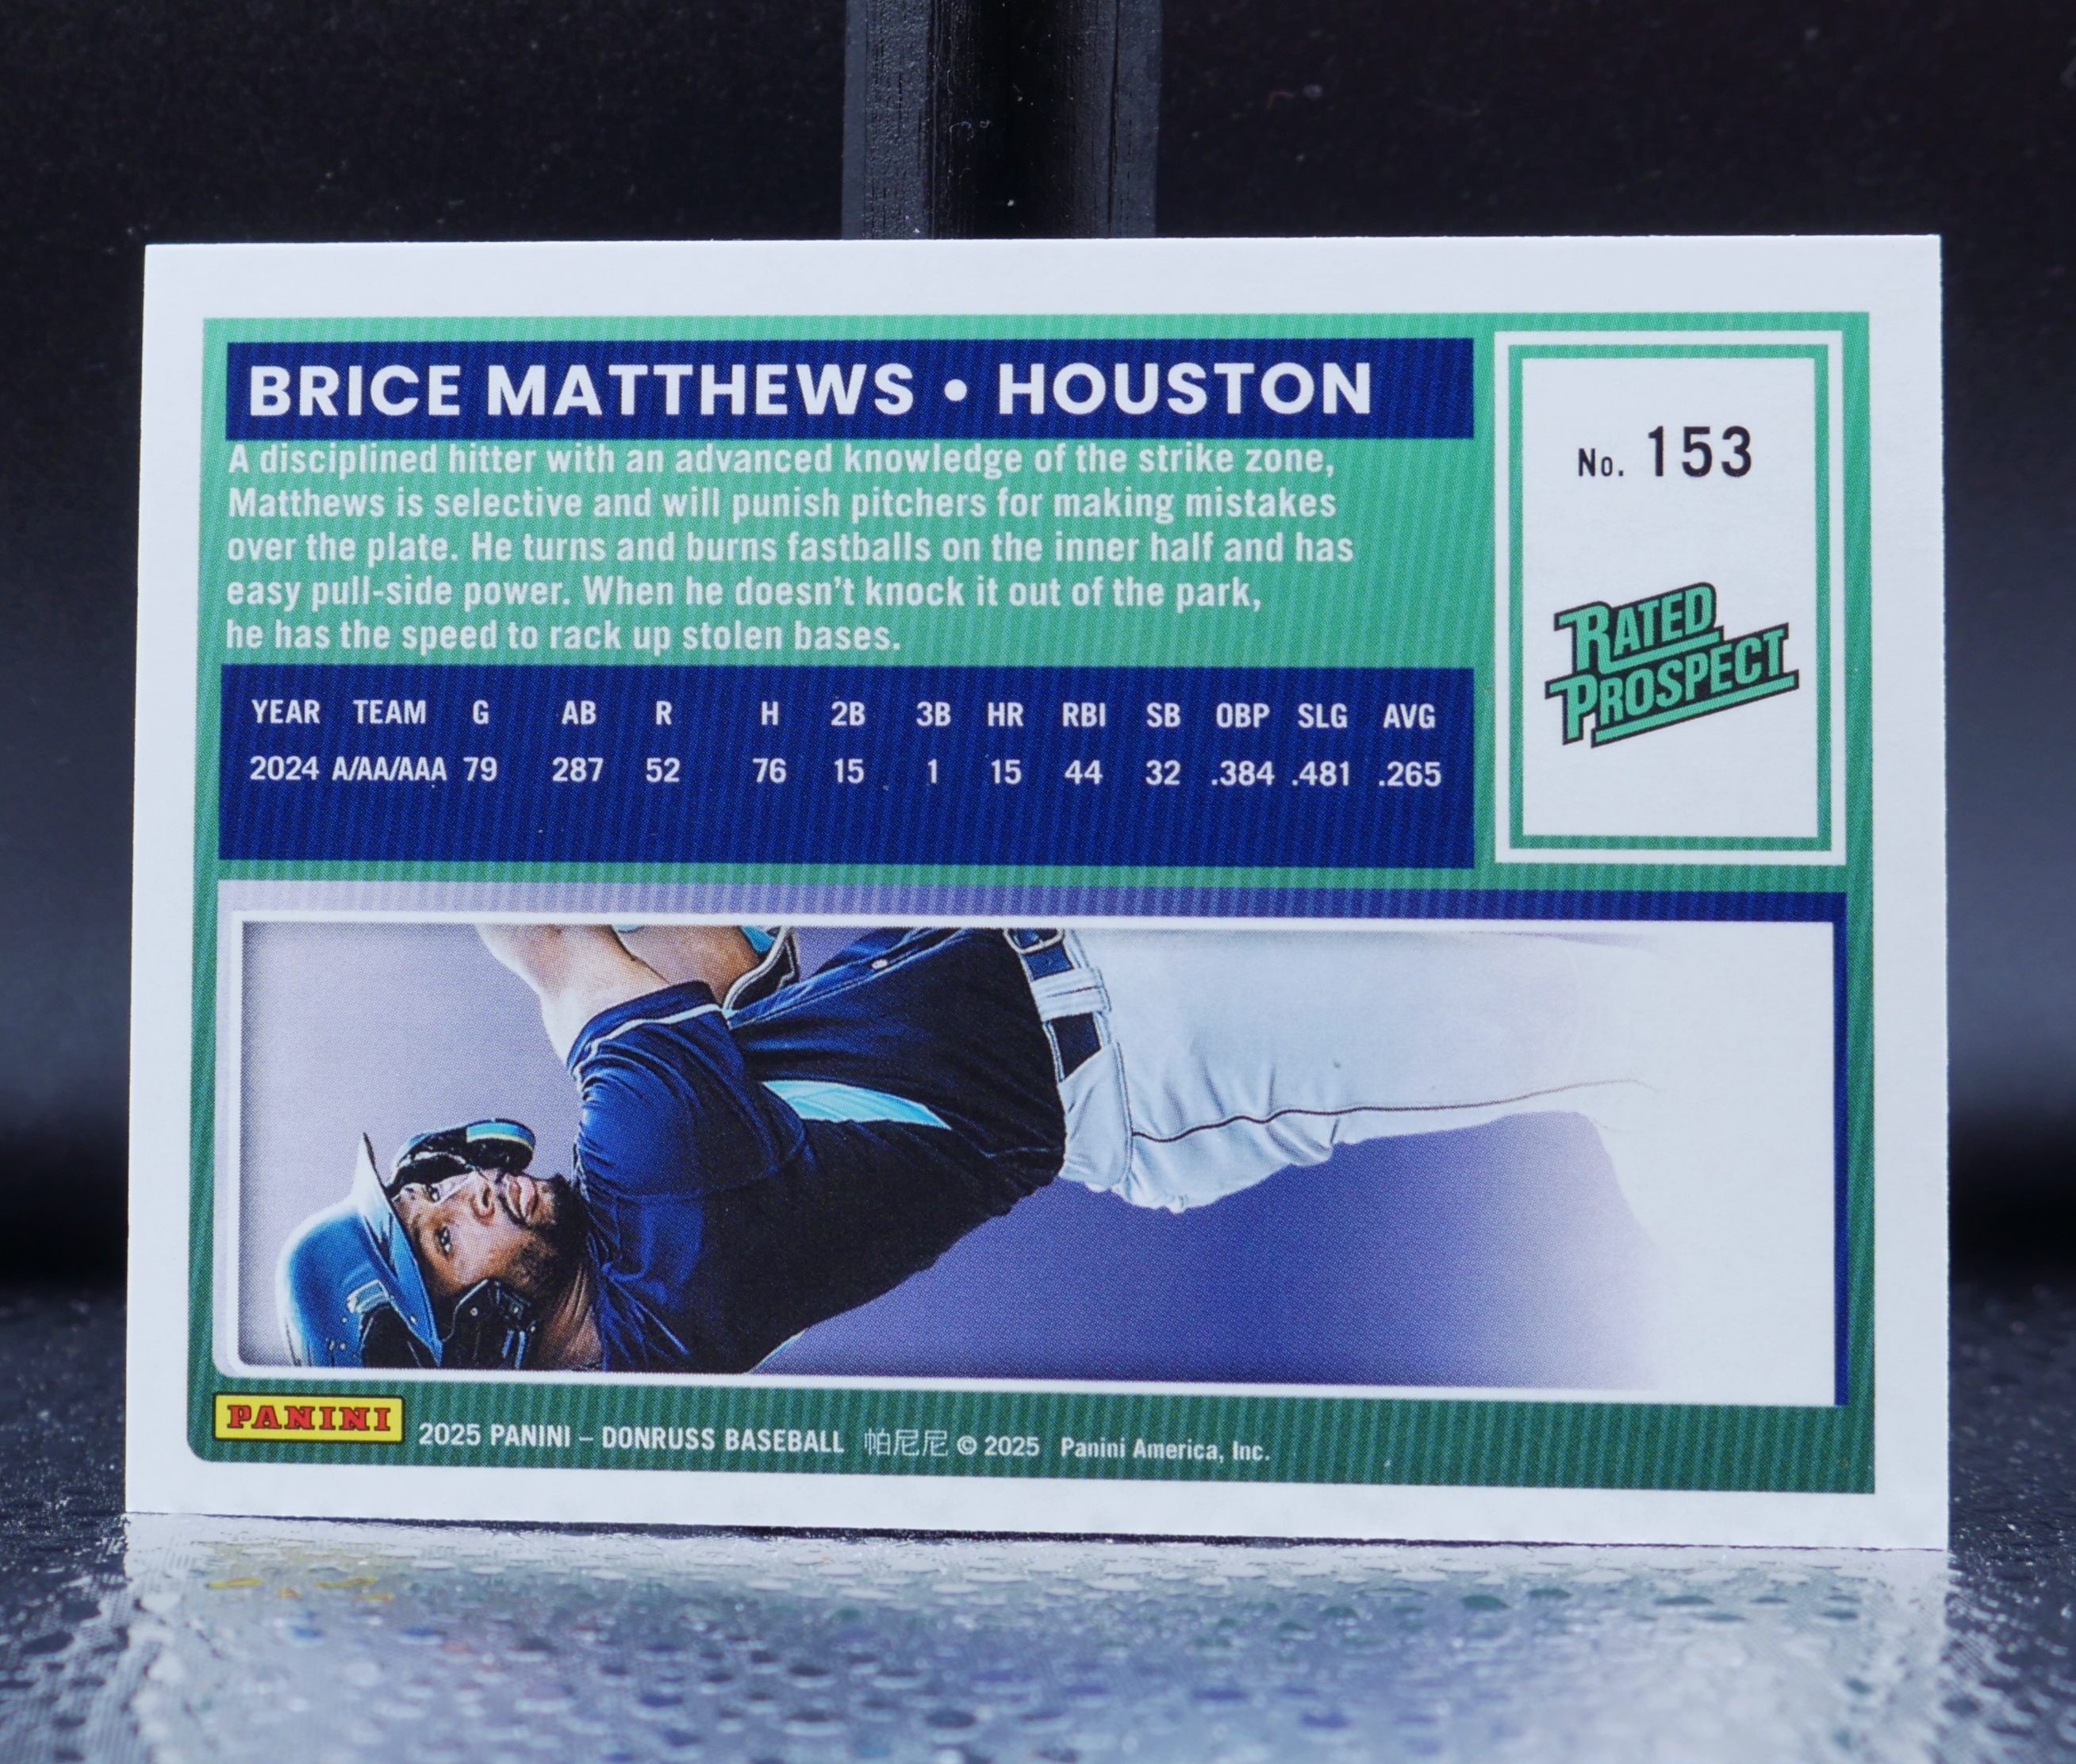 BRICE MATTHEWS • HOUSTON
A disciplined hitter with an advanced knowledge of the strike zone,
Matthews is selective and will punish pitchers for making mistakes
over the plate. He turns and burns fastballs on the inner half and has
easy pull-side power. When he doesn't knock it out of the park,
he has the speed to rack up stolen bases.
YEAR TEAM G AB R H 2B 3B HR RBI SB OBP SLG AVG
2024 A/AA/AAA 79 287 52 76 15 1 15 44 32 .384 .481 .265
No. 153
RATED
PROSPECT
PANINI
2025 PANINI – DONRUSS BASEBALL 帕尼尼 © 2025 Panini America, Inc.